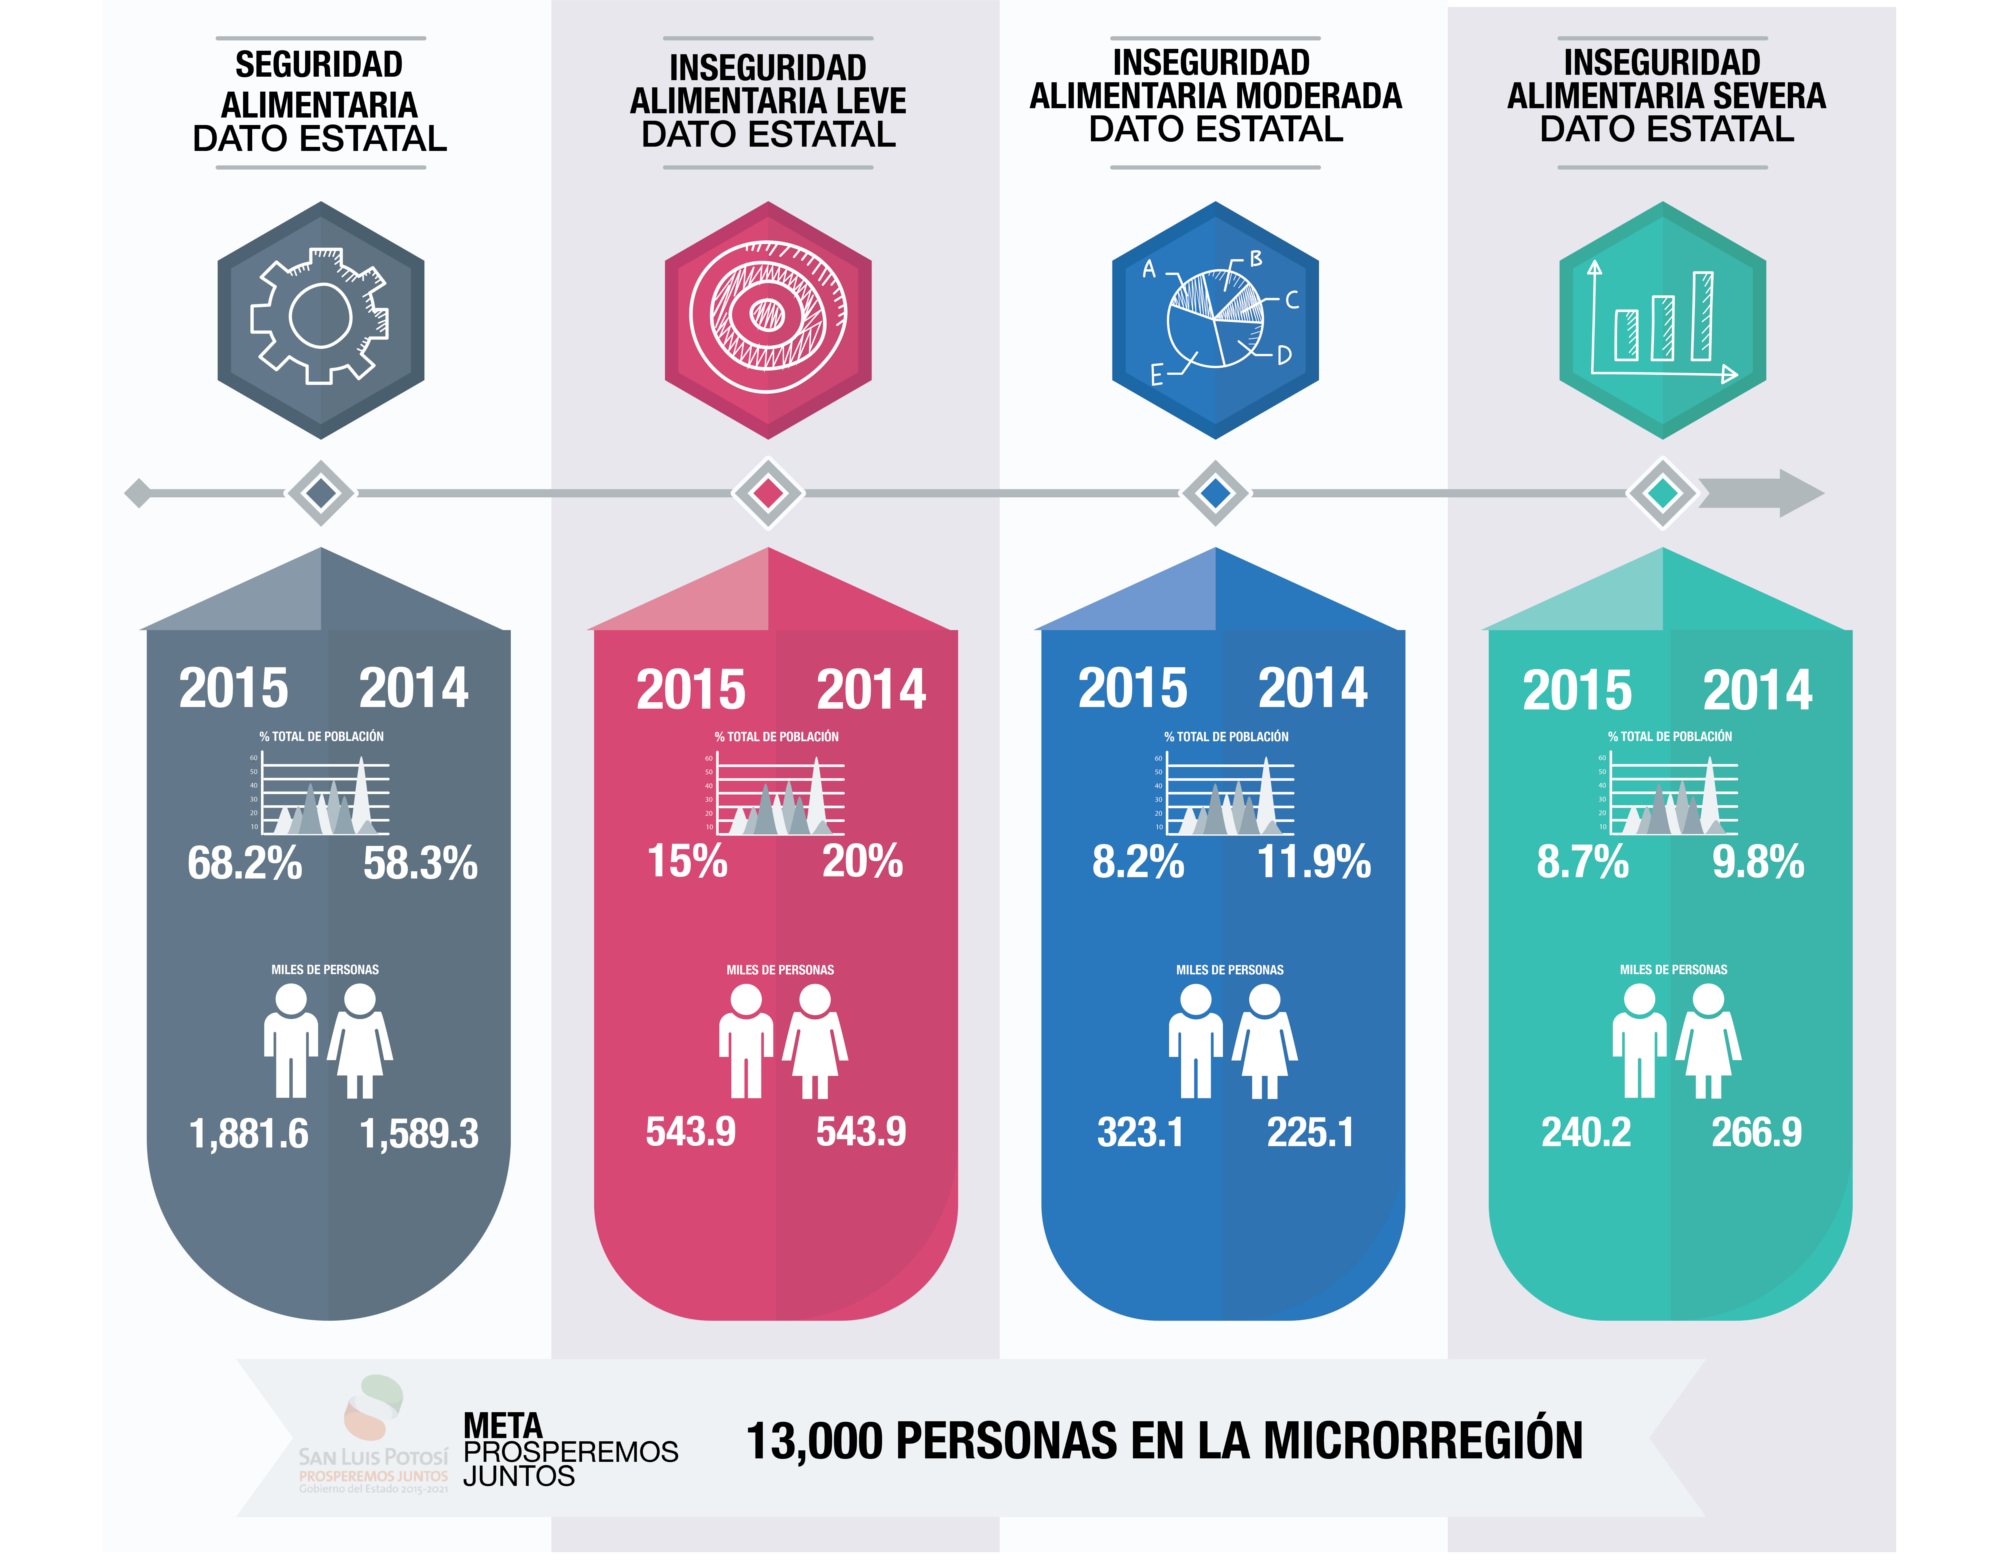 SEGURIDAD
ALIMENTARIA
DATO ESTATAL
INSEGURIDAD
ALIMENTARIA LEVE
DATO ESTATAL
INSEGURIDAD
ALIMENTARIA MODERADA
DATO ESTATAL
INSEGURIDAD
ALIMENTARIA SEVERA
DATO ESTATAL
A
B
C
D
E
2015 2014
% TOTAL DE POBLACIÓN
60
50
40
30
20
10
68.2% 58.3%
MILES DE PERSONAS
1,881.6 1,589.3
2015 2014
% TOTAL DE POBLACIÓN
60
50
40
30
20
10
15% 20%
MILES DE PERSONAS
543.9 543.9
2015 2014
% TOTAL DE POBLACIÓN
60
50
40
30
20
10
8.2% 11.9%
MILES DE PERSONAS
323.1 225.1
2015 2014
% TOTAL DE POBLACIÓN
60
50
40
30
20
10
8.7% 9.8%
MILES DE PERSONAS
240.2 266.9
SAN LUIS POTOSÍ
PROSPEREMOS JUNTOS
Gobierno del Estado 2015-2021
META
PROSPEREMOS
JUNTOS
13,000 PERSONAS EN LA MICRORREGIÓN